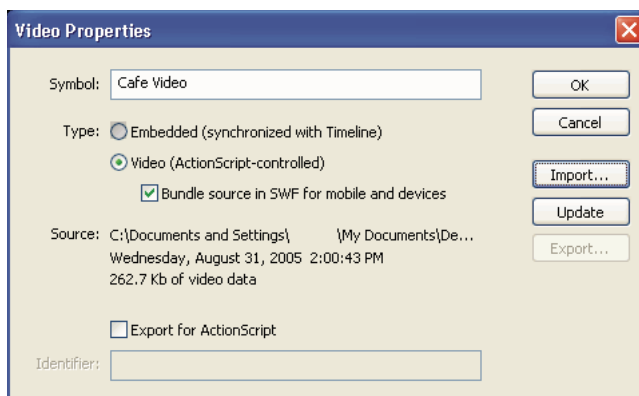 Video Properties
Symbol: Cafe Video
OK
Type: Embedded (synchronized with Timeline)
Cancel
Video (ActionScript-controlled)
Import...
Bundle source in SWF for mobile and devices
Update
Source: C:\Documents and Settings\ \My Documents\De...
Export...
Wednesday, August 31, 2005 2:00:43 PM
262.7 Kb of video data
Export for ActionScript
Identifier: